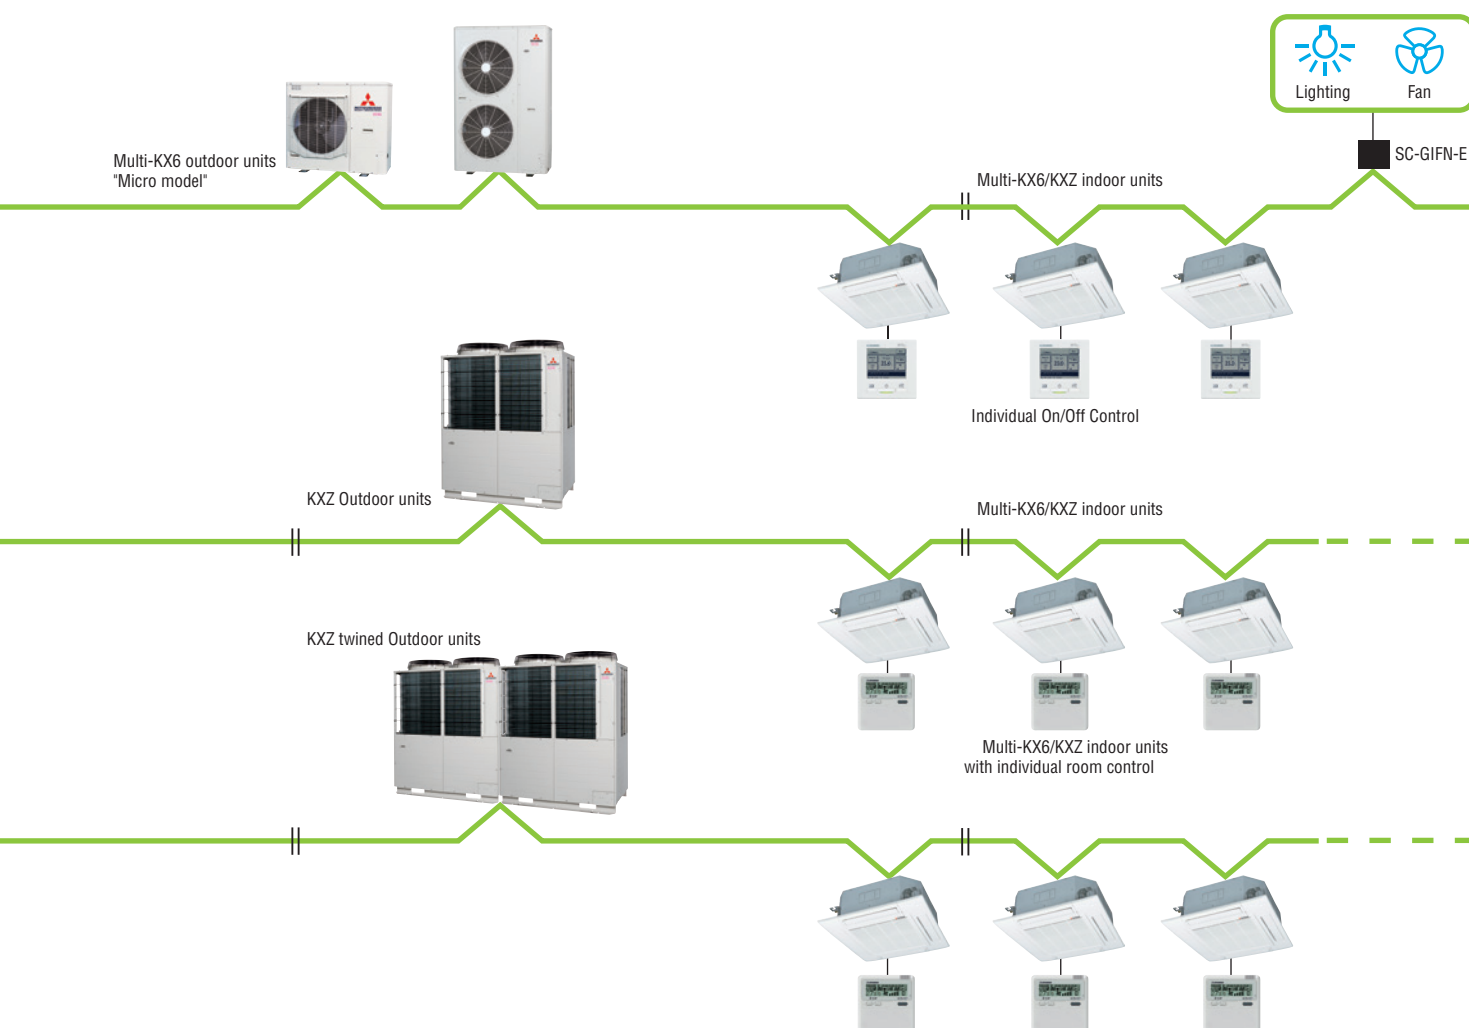 Lighting
Fan
SC-GIFN-E
Multi-KX6 outdoor units
"Micro model"
Multi-KX6/KXZ indoor units
Individual On/Off Control
KXZ Outdoor units
Multi-KX6/KXZ indoor units
KXZ twined Outdoor units
Multi-KX6/KXZ indoor units
with individual room control